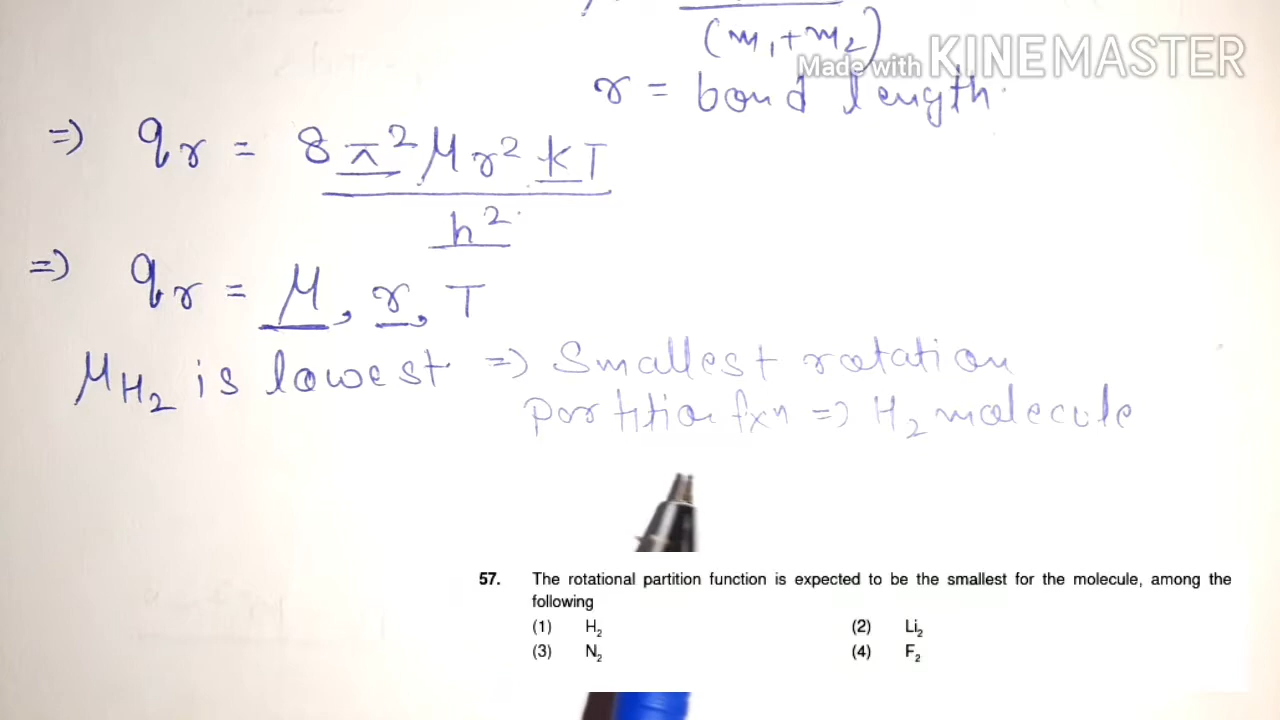 (m₁+m₂)
Made with KINEMASTER
r = bond length.
=> qr = 8π²μr²kT
h²
=> qr = μ, r, T
μH₂ is lowest => Smallest rotation
partition fxn => H₂ molecule
57. The rotational partition function is expected to be the smallest for the molecule, among the
following
(1) H₂ (2) Li₂
(3) N₂ (4) F₂